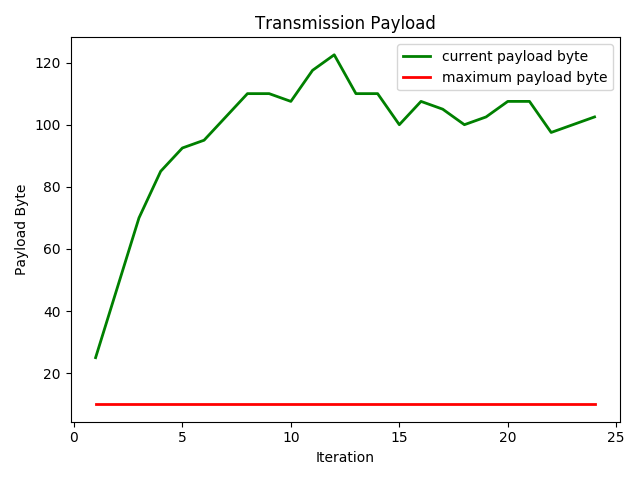 Transmission Payload
current payload byte
maximum payload byte
Payload Byte
120
100
80
60
40
20
0 5 10 15 20 25
Iteration